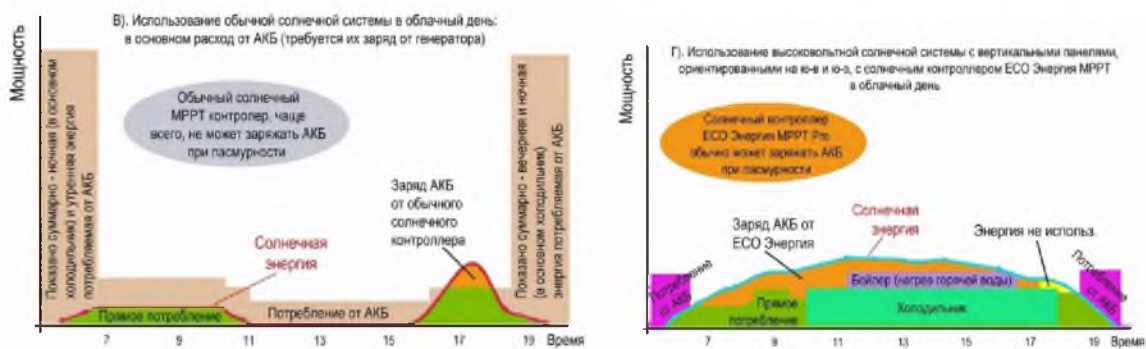 В). Использование обычной солнечной системы в облачный день:
в основном расход от АКБ (требуется их заряд от генератора)
Мощность
Показано суммарно - ночная (в основном
холодильник) и утренняя энергия
потребляемая от АКБ
Обычный солнечный
МРРТ контролер, чаще
всего, не может заряжать АКБ
при пасмурности
Заряд АКБ
от обычного
солнечного
контроллера
Солнечная
энергия
Показано суммарно - вечерняя и ночная
(в основном холодильник)
энергия потребляемая от АКБ
Прямое потребление
Потребление от АКБ
7 9 11 13 15 17 19 Время
Г). Использование высоковольтной солнечной системы с вертикальными панелями,
ориентированными на ю-в и ю-з, с солнечным контроллером ECO Энергия МРРТ
в облачный день
Мощность
Солнечный контроллер
ECO Энергия МРРТ Pro
обычно может заряжать АКБ
при пасмурности
Заряд АКБ от
ECO Энергия
Солнечная
энергия
Энергия не использ.
Потребление
от АКБ
Бойлер (нагрев горячей воды)
Прямое
потребление
Холодильник
Потребление
от АКБ
7 9 11 13 15 17 19 Время